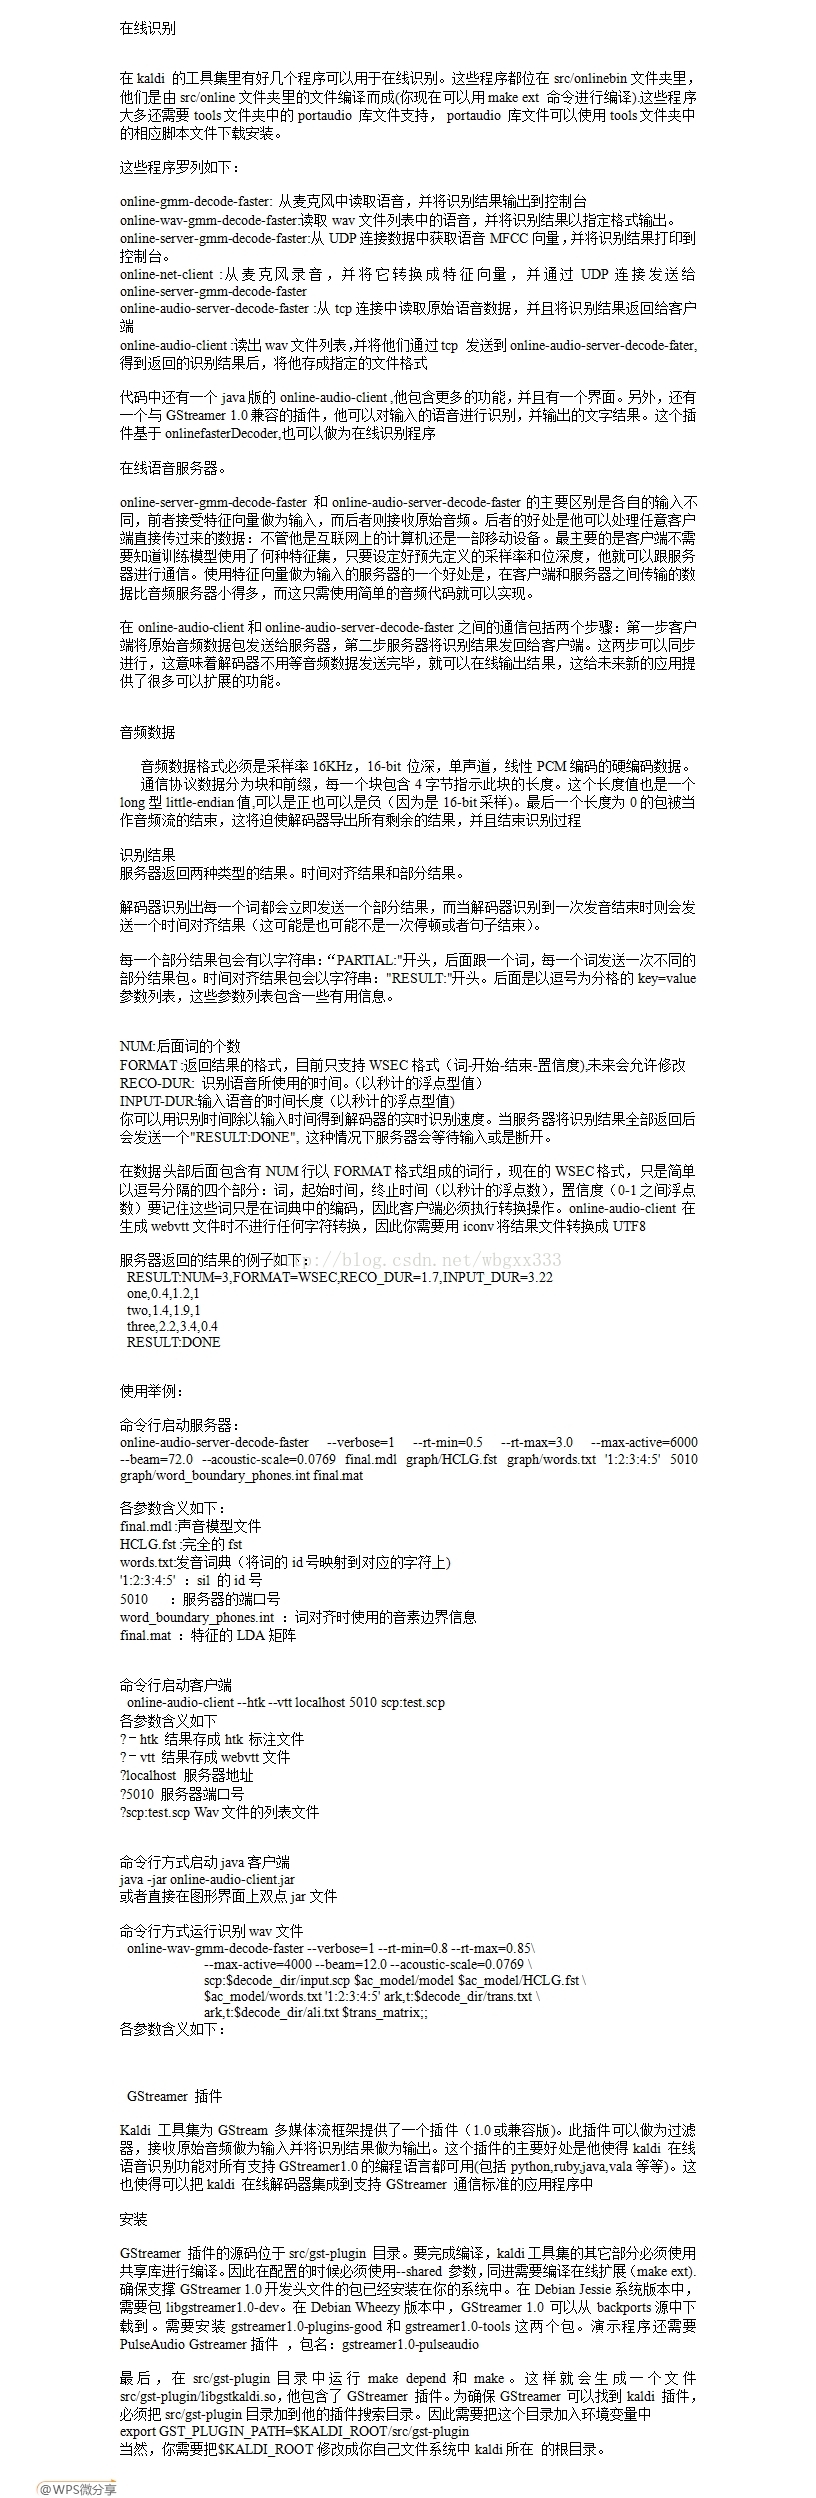 在线识别
在 kaldi 的工具集里有好几个程序可以用于在线识别。这些程序都位在 src/onlinebin 文件夹里，
他们是由 src/online 文件夹里的文件编译而成(你现在可以用 make ext 命令进行编译).这些程序
大多还需要 tools 文件夹中的 portaudio 库文件支持， portaudio 库文件可以使用 tools 文件夹中
的相应脚本文件下载安装。
这些程序罗列如下：
online-gmm-decode-faster: 从麦克风中读取语音，并将识别结果输出到控制台
online-wav-gmm-decode-faster:读取 wav 文件列表中的语音，并将识别结果以指定格式输出。
online-server-gmm-decode-faster:从 UDP 连接数据中获取语音 MFCC 向量，并将识别结果打印到
控制台。
online-net-client :从麦克风录音，并将它转换成特征向量，并通过 UDP 连接发送给
online-server-gmm-decode-faster
online-audio-server-decode-faster :从 tcp 连接中读取原始语音数据，并且将识别结果返回给客户
端
online-audio-client :读出 wav 文件列表,并将他们通过 tcp 发送到 online-audio-server-decode-fater,
得到返回的识别结果后，将他存成指定的文件格式
代码中还有一个 java 版的 online-audio-client ,他包含更多的功能，并且有一个界面。另外，还有
一个与 GStreamer 1.0 兼容的插件，他可以对输入的语音进行识别，并输出的文字结果。这个插
件基于 onlinefasterDecoder,也可以做为在线识别程序
在线语音服务器。
online-server-gmm-decode-faster 和 online-audio-server-decode-faster 的主要区别是各自的输入不
同，前者接受特征向量做为输入，而后者则接收原始音频。后者的好处是他可以处理任意客户
端直接传过来的数据：不管他是互联网上的计算机还是一部移动设备。最主要的是客户端不需
要知道训练模型使用了何种特征集，只要设定好预先定义的采样率和位深度，他就可以跟服务
器进行通信。使用特征向量做为输入的服务器的一个好处是，在客户端和服务器之间传输的数
据比音频服务器小得多，而这只需使用简单的音频代码就可以实现。
在 online-audio-client 和 online-audio-server-decode-faster 之间的通信包括两个步骤：第一步客户
端将原始音频数据包发送给服务器，第二步服务器将识别结果发回给客户端。这两步可以同步
进行，这意味着解码器不用等音频数据发送完毕，就可以在线输出结果，这给未来新的应用提
供了很多可以扩展的功能。
音频数据
音频数据格式必须是采样率 16KHz，16-bit 位深，单声道，线性 PCM 编码的硬编码数据。
通信协议数据分为块和前缀，每一个块包含 4 字节指示此块的长度。这个长度值也是一个
long 型 little-endian 值,可以是正也可以是负（因为是 16-bit 采样)。最后一个长度为 0 的包被当
作音频流的结束，这将迫使解码器导出所有剩余的结果，并且结束识别过程
识别结果
服务器返回两种类型的结果。时间对齐结果和部分结果。
解码器识别出每一个词都会立即发送一个部分结果，而当解码器识别到一次发音结束时则会发
送一个时间对齐结果（这可能是也可能不是一次停顿或者句子结束）。
每一个部分结果包会有以字符串：“PARTIAL:"开头，后面跟一个词，每一个词发送一次不同的
部分结果包。时间对齐结果包会以字符串："RESULT:"开头。后面是以逗号为分格的 key=value
参数列表，这些参数列表包含一些有用信息。
NUM:后面词的个数
FORMAT :返回结果的格式，目前只支持 WSEC 格式（词-开始-结束-置信度),未来会允许修改
RECO-DUR: 识别语音所使用的时间。（以秒计的浮点型值）
INPUT-DUR:输入语音的时间长度（以秒计的浮点型值)
你可以用识别时间除以输入时间得到解码器的实时识别速度。当服务器将识别结果全部返回后
会发送一个"RESULT:DONE", 这种情况下服务器会等待输入或是断开。
在数据头部后面包含有 NUM 行以 FORMAT 格式组成的词行，现在的 WSEC 格式，只是简单
以逗号分隔的四个部分：词，起始时间，终止时间（以秒计的浮点数），置信度（0-1 之间浮点
数）要记住这些词只是在词典中的编码，因此客户端必须执行转换操作。online-audio-client 在
生成 webvtt 文件时不进行任何字符转换，因此你需要用 iconv 将结果文件转换成 UTF8
服务器返回的结果的例子如下：
http://blog.csdn.net/wbgxx333
RESULT:NUM=3,FORMAT=WSEC,RECO_DUR=1.7,INPUT_DUR=3.22
one,0.4,1.2,1
two,1.4,1.9,1
three,2.2,3.4,0.4
RESULT:DONE
使用举例：
命令行启动服务器：
online-audio-server-decode-faster --verbose=1 --rt-min=0.5 --rt-max=3.0 --max-active=6000
--beam=72.0 --acoustic-scale=0.0769 final.mdl graph/HCLG.fst graph/words.txt '1:2:3:4:5' 5010
graph/word_boundary_phones.int final.mat
各参数含义如下：
final.mdl :声音模型文件
HCLG.fst :完全的 fst
words.txt:发音词典（将词的 id 号映射到对应的字符上)
'1:2:3:4:5' ：sil 的 id 号
5010 ：服务器的端口号
word_boundary_phones.int ：词对齐时使用的音素边界信息
final.mat ：特征的 LDA 矩阵
命令行启动客户端
online-audio-client --htk --vtt localhost 5010 scp:test.scp
各参数含义如下
?－htk 结果存成 htk 标注文件
?－vtt 结果存成 webvtt 文件
?localhost 服务器地址
?5010 服务器端口号
?scp:test.scp Wav 文件的列表文件
命令行方式启动 java 客户端
java -jar online-audio-client.jar
或者直接在图形界面上双点 jar 文件
命令行方式运行识别 wav 文件
online-wav-gmm-decode-faster --verbose=1 --rt-min=0.8 --rt-max=0.85\
--max-active=4000 --beam=12.0 --acoustic-scale=0.0769 \
scp:$decode_dir/input.scp $ac_model/model $ac_model/HCLG.fst \
$ac_model/words.txt '1:2:3:4:5' ark,t:$decode_dir/trans.txt \
ark,t:$decode_dir/ali.txt $trans_matrix;;
各参数含义如下：
GStreamer 插件
Kaldi 工具集为 GStream 多媒体流框架提供了一个插件（1.0 或兼容版)。此插件可以做为过滤
器，接收原始音频做为输入并将识别结果做为输出。这个插件的主要好处是他使得 kaldi 在线
语音识别功能对所有支持 GStreamer1.0 的编程语言都可用(包括 python,ruby,java,vala 等等)。这
也使得可以把 kaldi 在线解码器集成到支持 GStreamer 通信标准的应用程序中
安装
GStreamer 插件的源码位于 src/gst-plugin 目录。要完成编译，kaldi 工具集的其它部分必须使用
共享库进行编译。因此在配置的时候必须使用--shared 参数，同进需要编译在线扩展（make ext).
确保支撑 GStreamer 1.0 开发头文件的包已经安装在你的系统中。在 Debian Jessie 系统版本中，
需要包 libgstreamer1.0-dev。在 Debian Wheezy 版本中，GStreamer 1.0 可以从 backports 源中下
载到。需要安装 gstreamer1.0-plugins-good 和 gstreamer1.0-tools 这两个包。演示程序还需要
PulseAudio Gstreamer 插件 ，包名：gstreamer1.0-pulseaudio
最后，在 src/gst-plugin 目录中运行 make depend 和 make。这样就会生成一个文件
src/gst-plugin/libgstkaldi.so，他包含了 GStreamer 插件。为确保 GStreamer 可以找到 kaldi 插件，
必须把 src/gst-plugin 目录加到他的插件搜索目录。因此需要把这个目录加入环境变量中
export GST_PLUGIN_PATH=$KALDI_ROOT/src/gst-plugin
当然，你需要把$KALDI_ROOT 修改成你自己文件系统中 kaldi 所在 的根目录。
@WPS微分享